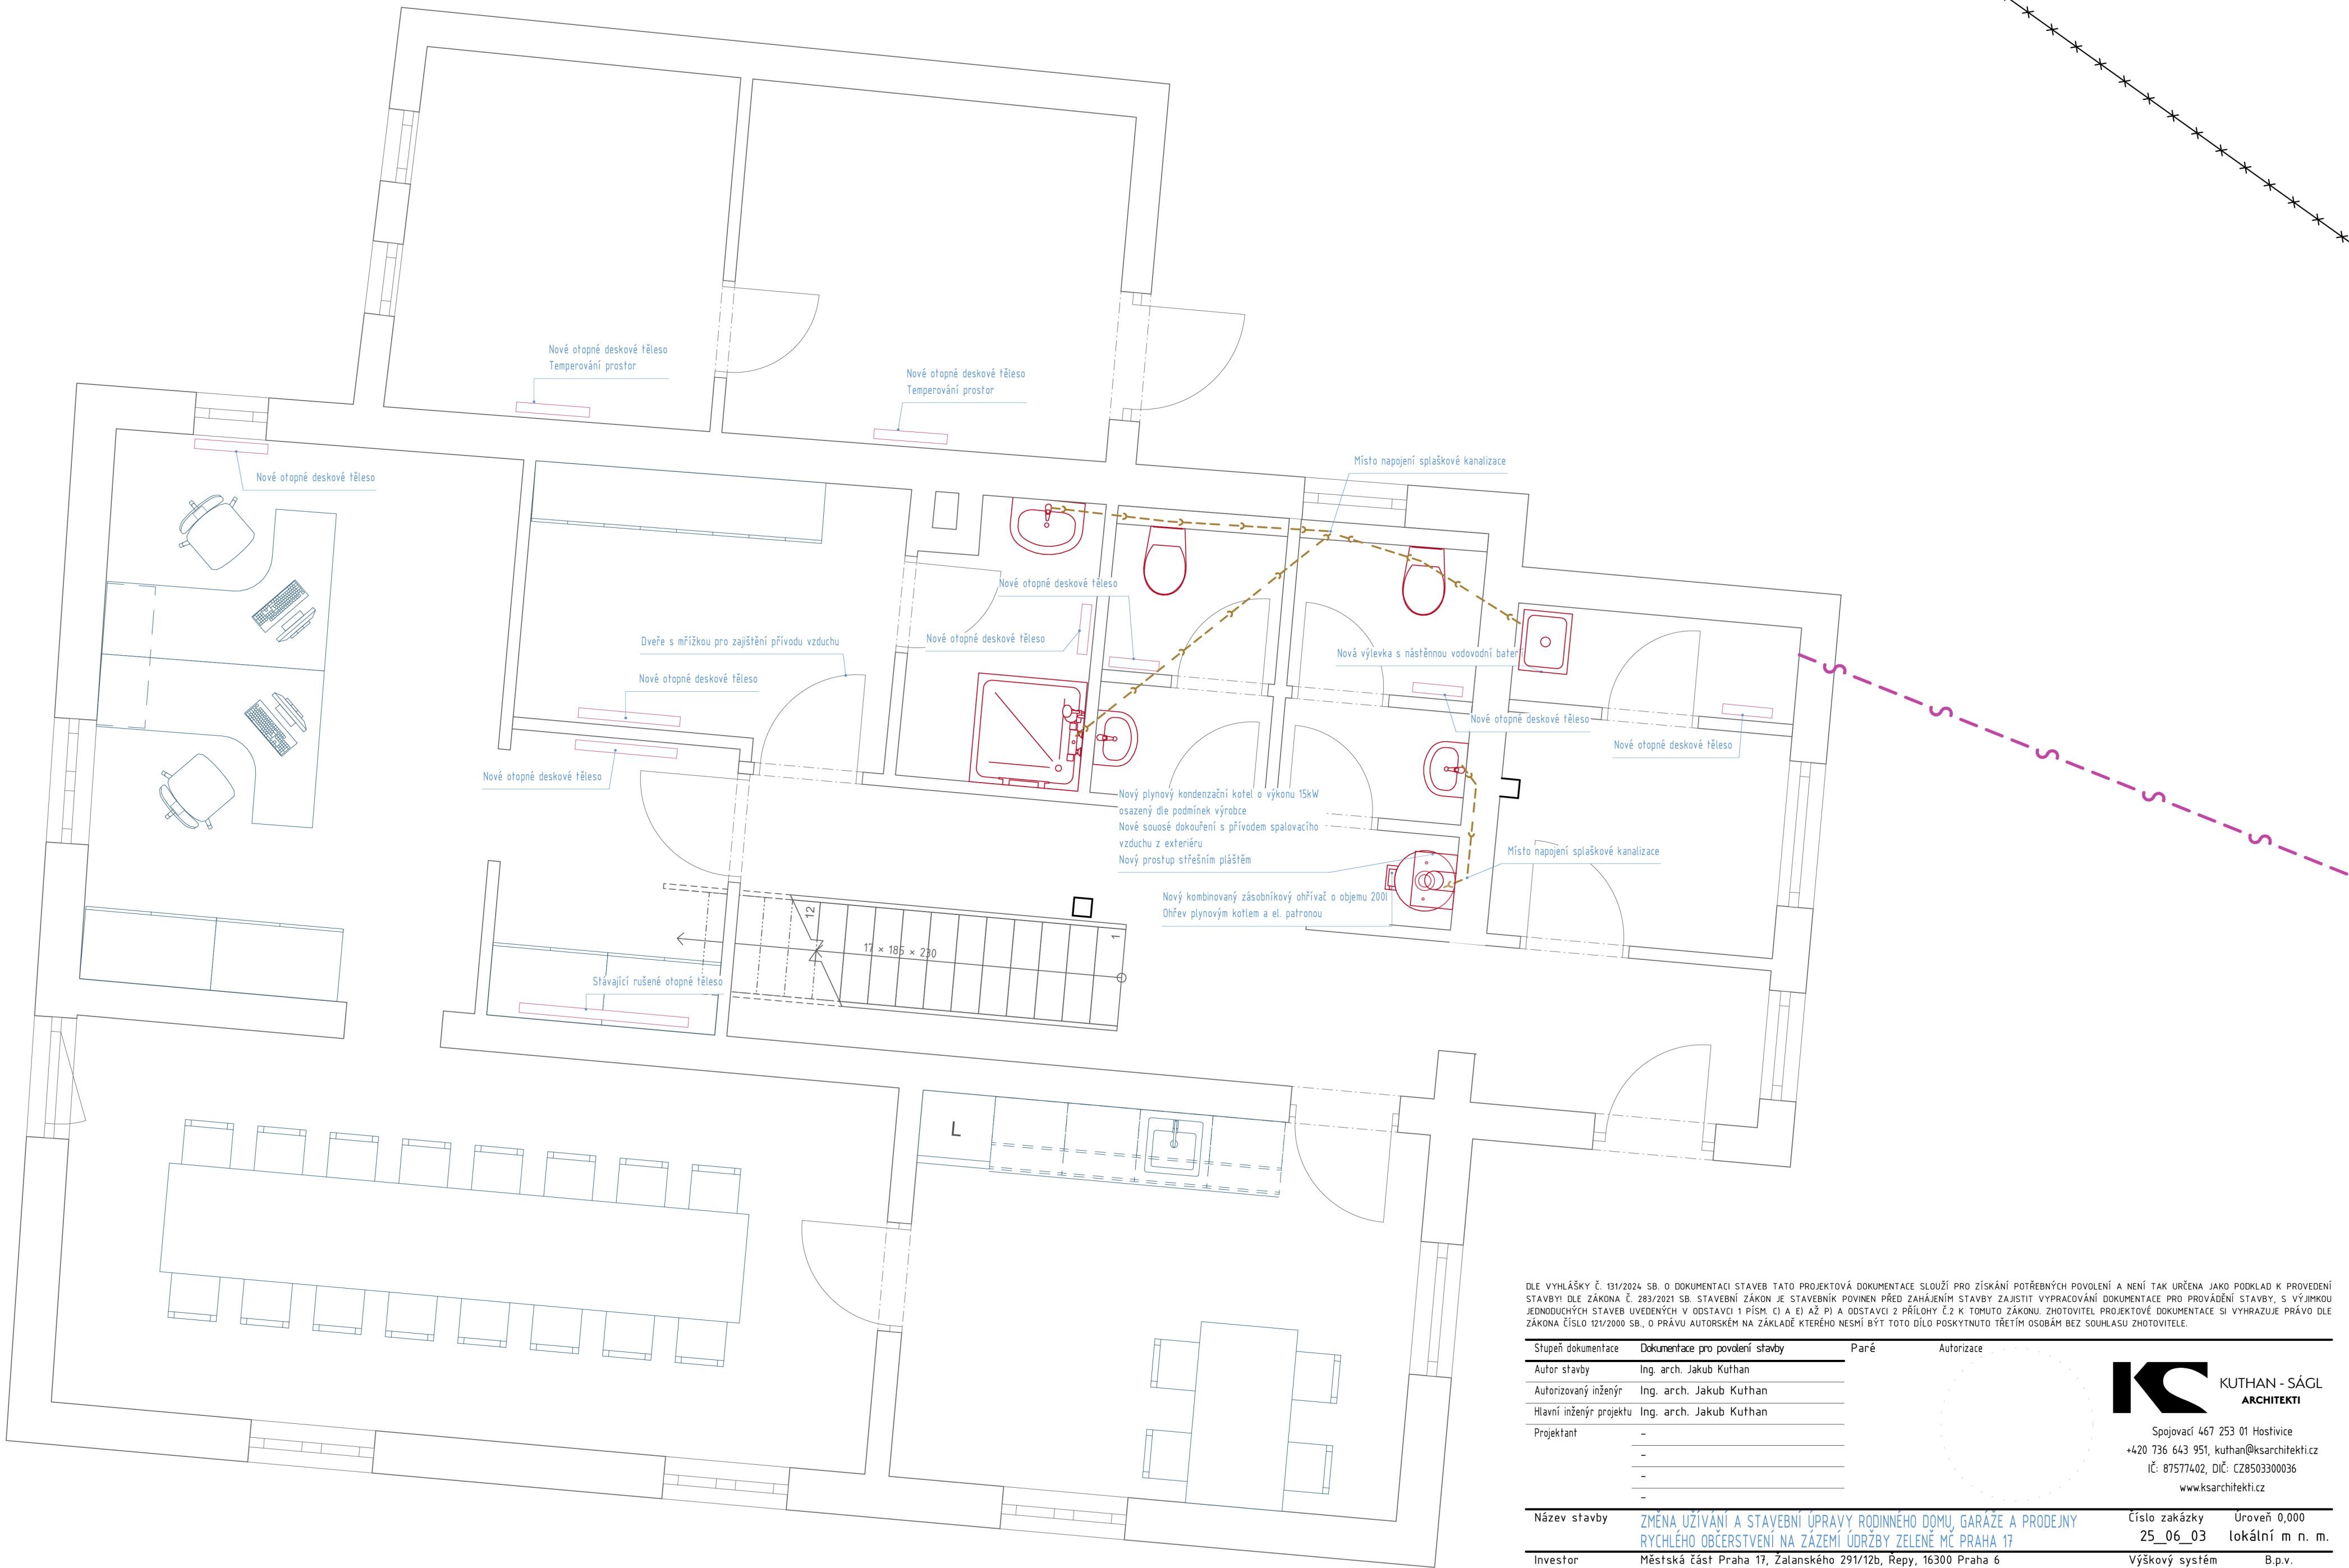 Nové otopné deskové těleso
Temperování prostor
Nové otopné deskové těleso
Temperování prostor
Nové otopné deskové těleso
Místo napojení splaškové kanalizace
Nové otopné deskové těleso
Nové otopné deskové těleso
Dveře s mřížkou pro zajištění přívodu vzduchu
Nové otopné deskové těleso
Nová výlevka s nástěnnou vodovodní bater
Nové otopné deskové těleso
Nové otopné deskové těleso
Nové otopné deskové těleso
Nový plynový kondenzační kotel o výkonu 15kW
osazený dle podmínek výrobce
Nové souosé dokouření s přívodem spalovacího
vzduchu z exteriéru
Nový prostup střešním pláštěm
Místo napojení splaškové kanalizace
Nový kombinovaný zásobníkový ohřívač o objemu 200l
Ohřev plynovým kotlem a el. patronou
12
17 × 185 × 230
1
Stávající rušené otopné těleso
L
DLE VYHLÁŠKY Č. 131/2024 SB. O DOKUMENTACI STAVEB TATO PROJEKTOVÁ DOKUMENTACE SLOUŽÍ PRO ZÍSKÁNÍ POTŘEBNÝCH POVOLENÍ A NENÍ TAK URČENA JAKO PODKLAD K PROVEDENÍ
STAVBY! DLE ZÁKONA Č. 283/2021 SB. STAVEBNÍ ZÁKON JE STAVEBNÍK POVINEN PŘED ZAHÁJENÍM STAVBY ZAJISTIT VYPRACOVÁNÍ DOKUMENTACE PRO PROVÁDĚNÍ STAVBY, S VÝJIMKOU
JEDNODUCHÝCH STAVEB UVEDENÝCH V ODSTAVCI 1 PÍSM. C) A E) AŽ P) A ODSTAVCI 2 PŘÍLOHY Č.2 K TOMUTO ZÁKONU. ZHOTOVITEL PROJEKTOVÉ DOKUMENTACE SI VYHRAZUJE PRÁVO DLE
ZÁKONA ČÍSLO 121/2000 SB., O PRÁVU AUTORSKÉM NA ZÁKLADĚ KTERÉHO NESMÍ BÝT TOTO DÍLO POSKYTNUTO TŘETÍM OSOBÁM BEZ SOUHLASU ZHOTOVITELE.
Stupeň dokumentace Dokumentace pro povolení stavby Paré Autorizace
Autor stavby Ing. arch. Jakub Kuthan
Autorizovaný inženýr Ing. arch. Jakub Kuthan
Hlavní inženýr projektu Ing. arch. Jakub Kuthan
Projektant -
-
-
-
KS KUTHAN - SÁGL
ARCHITEKTI
Spojovací 467 253 01 Hostivice
+420 736 643 951, kuthan@ksarchitekti.cz
IČ: 87577402, DIČ: CZ8503300036
www.ksarchitekti.cz
Název stavby ZMĚNA UŽÍVÁNÍ A STAVEBNÍ ÚPRAVY RODINNÉHO DOMU, GARÁŽE A PRODEJNY
RYCHLÉHO OBČERSTVENÍ NA ZÁZEMÍ ÚDRŽBY ZELENĚ MČ PRAHA 17
Číslo zakázky Úroveň 0,000
25_06_03 lokální m n. m.
Investor Městská část Praha 17, Žalanského 291/12b, Řepy, 16300 Praha 6 Výškový systém B.p.v.